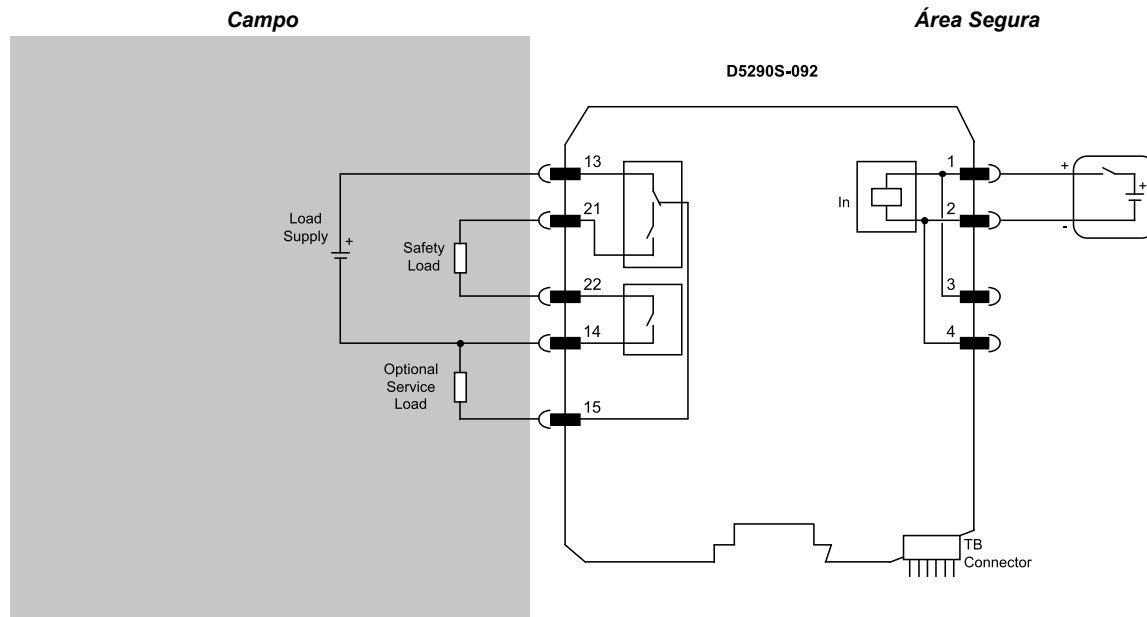 Campo
Área Segura
D5290S-092
13
21
22
14
15
Load
Supply
+
Safety
Load
Optional
Service
Load
In
1
2
3
4
+
-
+
TB
Connector